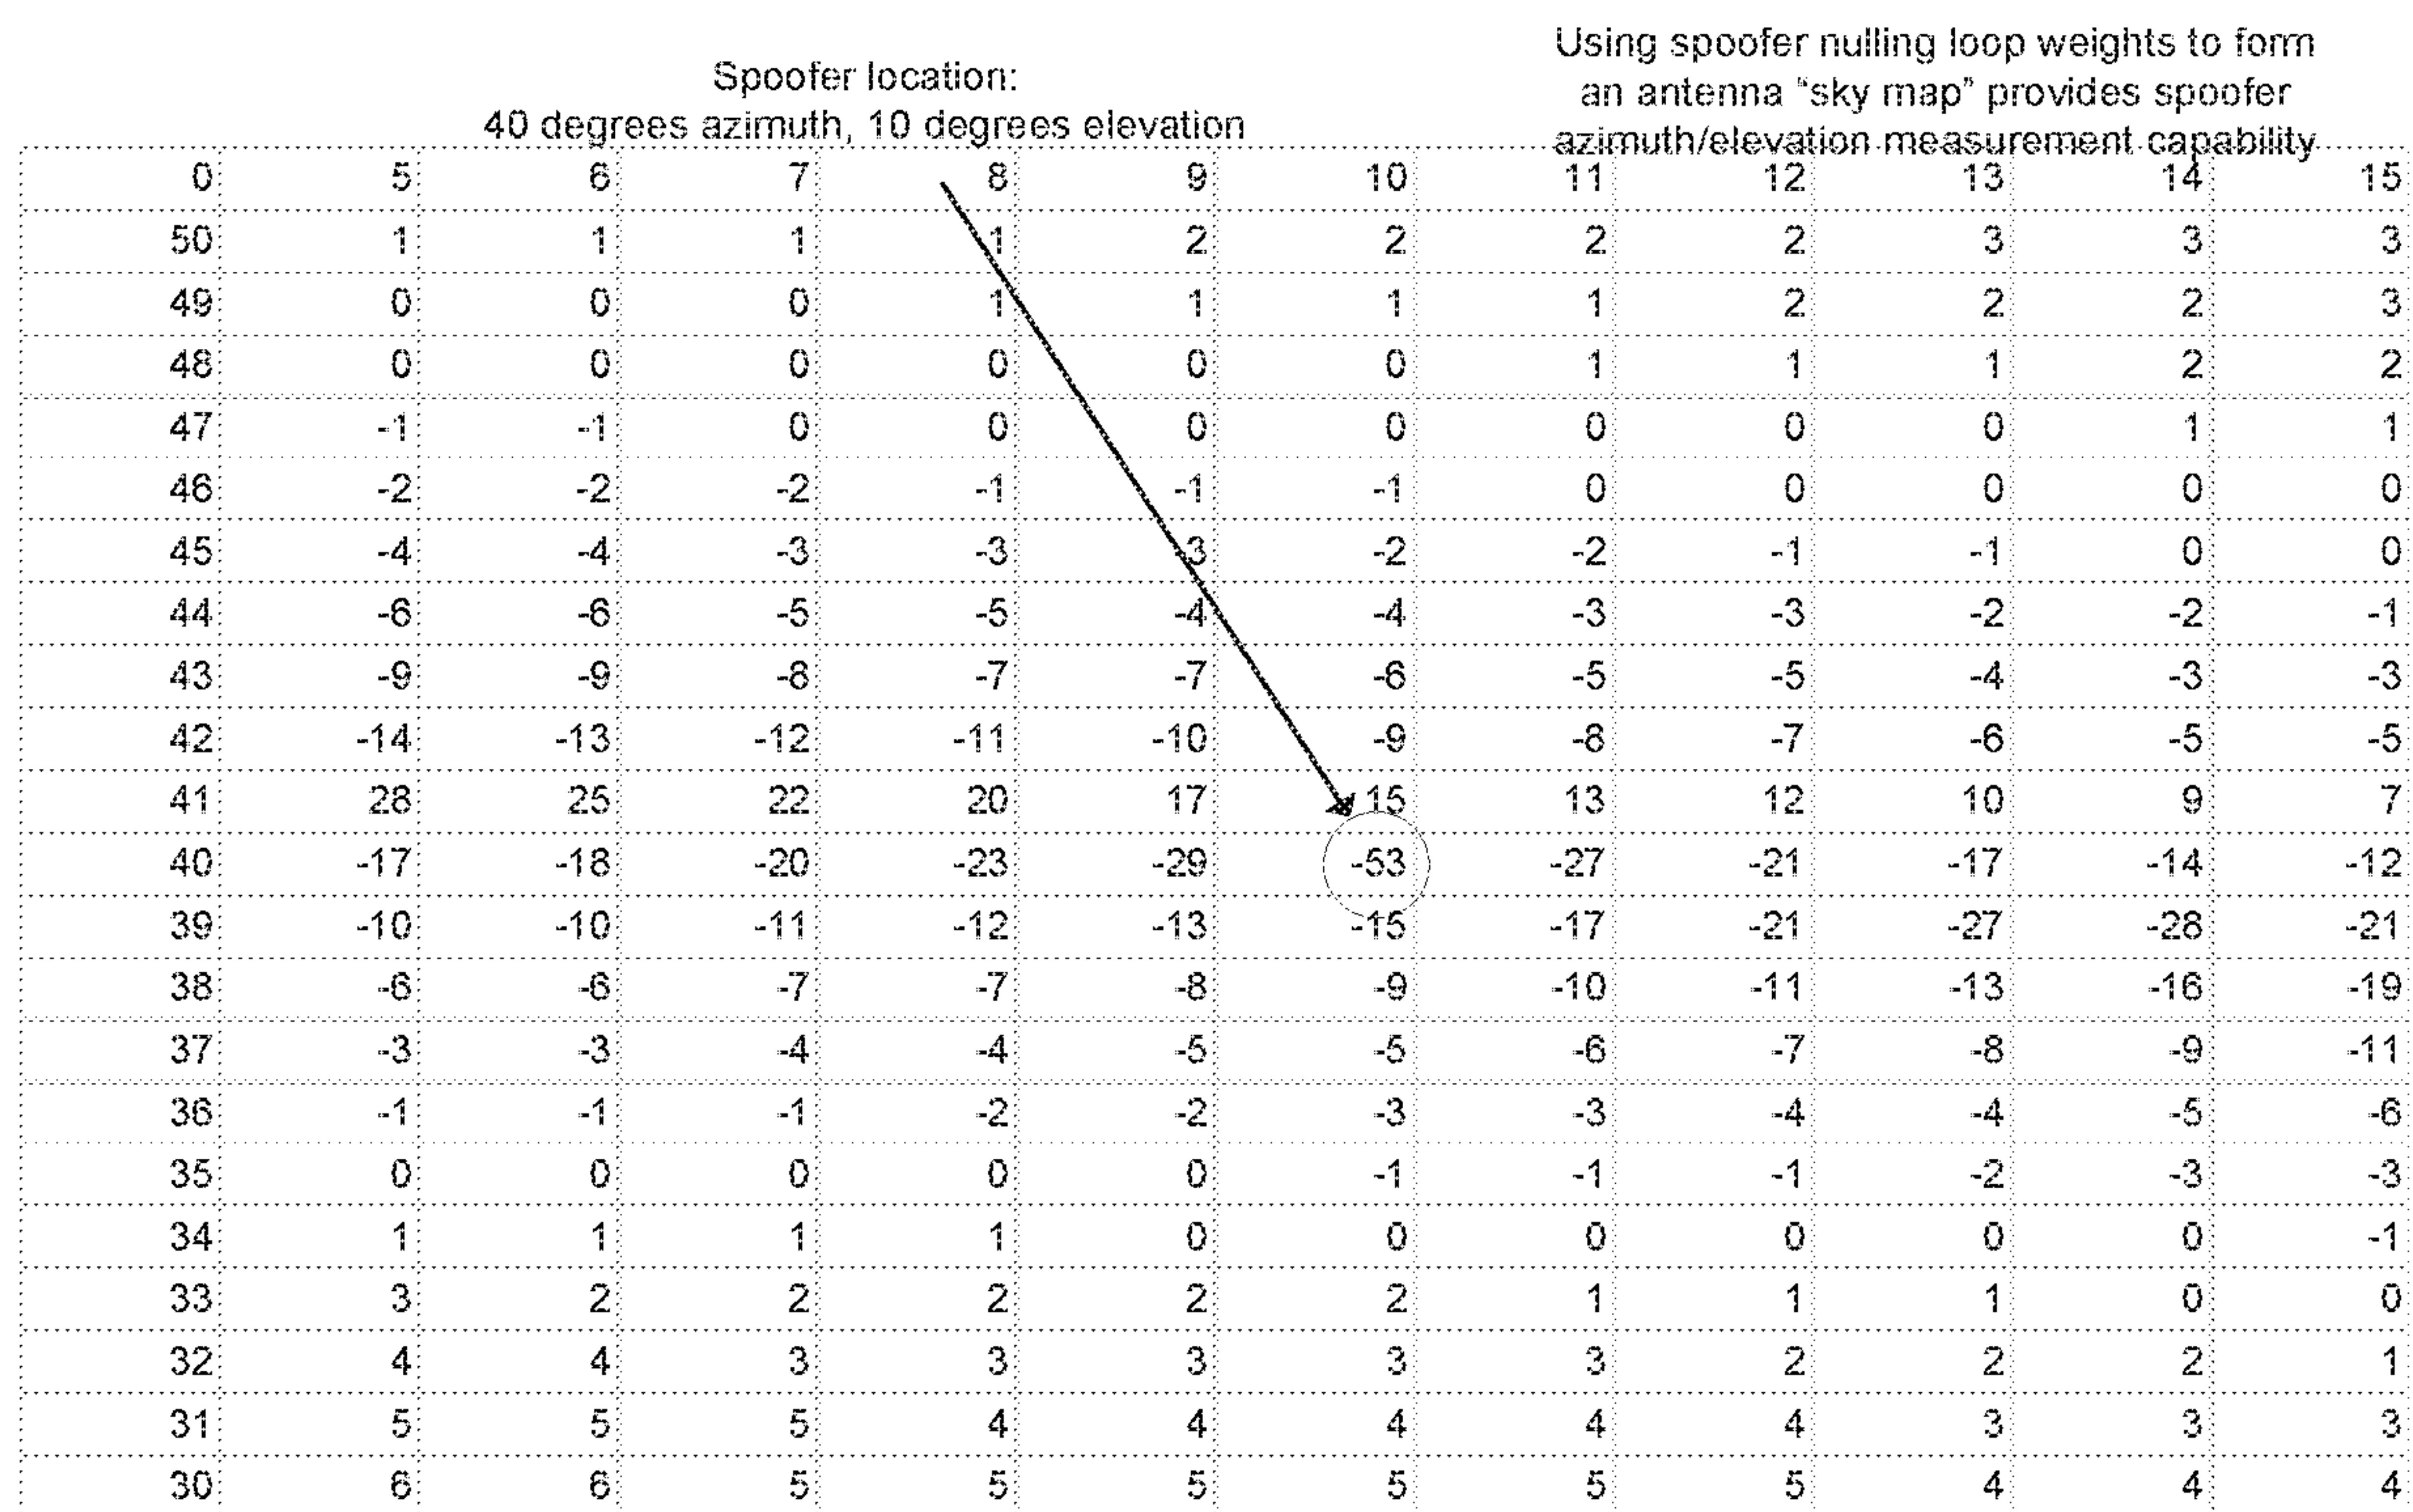 Spoofer location:
40 degrees azimuth, 10 degrees elevation
Using spoofer nulling loop weights to form
an antenna “sky map” provides spoofer
azimuth/elevation measurement capability
0 5 6 7 8 9 10 11 12 13 14 15
50 1 1 1 1 2 2 2 2 3 3 3
49 0 0 0 1 1 1 1 2 2 2 3
48 0 0 0 0 0 0 1 1 1 2 2
47 -1 -1 0 0 0 0 0 0 0 1 1
46 -2 -2 -2 -1 -1 -1 0 0 0 0 0
45 -4 -4 -3 -3 -3 -2 -2 -1 -1 0 0
44 -6 -6 -5 -5 -4 -4 -3 -3 -2 -2 -1
43 -9 -9 -8 -7 -7 -6 -5 -5 -4 -3 -3
42 -14 -13 -12 -11 -10 -9 -8 -7 -6 -5 -5
41 28 25 22 20 17 15 13 12 10 9 7
40 -17 -18 -20 -23 -29 -53 -27 -21 -17 -14 -12
39 -10 -10 -11 -12 -13 -15 -17 -21 -27 -28 -21
38 -6 -6 -7 -7 -8 -9 -10 -11 -13 -16 -19
37 -3 -3 -4 -4 -5 -5 -6 -7 -8 -9 -11
36 -1 -1 -1 -2 -2 -3 -3 -4 -4 -5 -6
35 0 0 0 0 0 -1 -1 -1 -2 -3 -3
34 1 1 1 1 0 0 0 0 0 0 -1
33 3 2 2 2 2 2 1 1 1 0 0
32 4 4 3 3 3 3 3 2 2 2 1
31 5 5 5 4 4 4 4 4 3 3 3
30 6 6 5 5 5 5 5 5 4 4 4